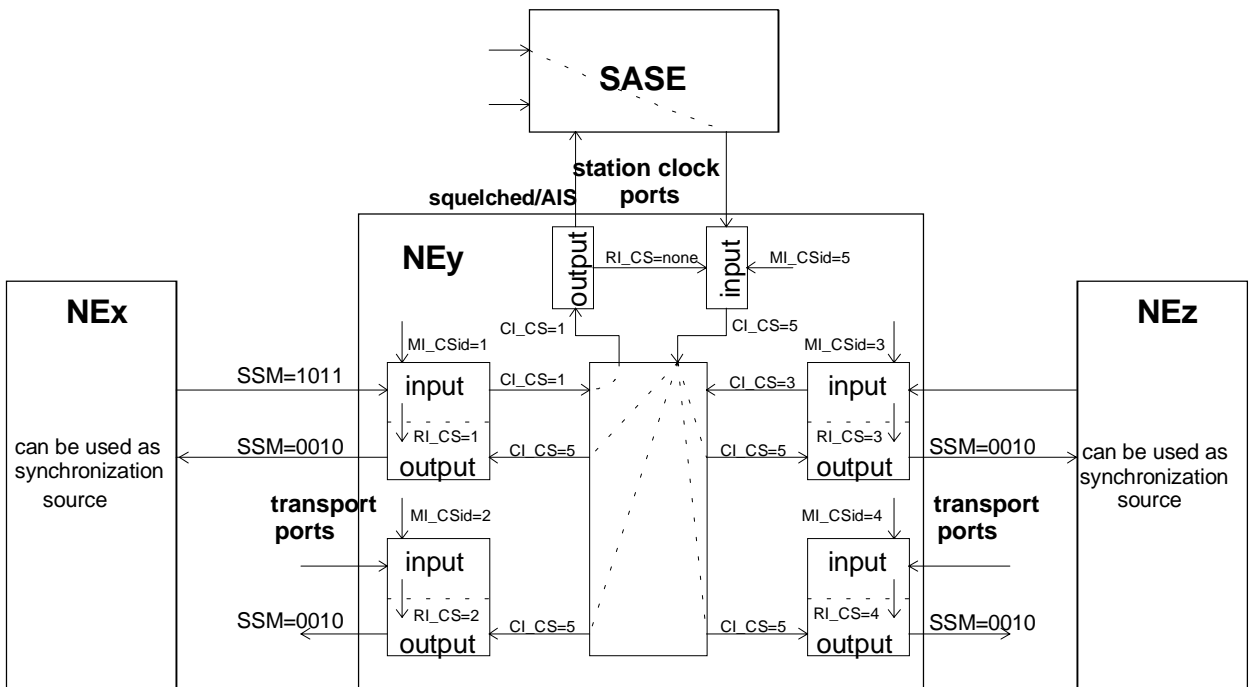 SASE
station clock
ports
squelched/AIS
NEy
output
RI_CS=none
input
MI_CSid=5
NEx
NEz
CI_CS=1
CI_CS=5
MI_CSid=1
MI_CSid=3
SSM=1011
input
CI_CS=1
CI_CS=3
input
can be used as
synchronization
source
RI_CS=1
RI_CS=3
SSM=0010
output
CI_CS=5
CI_CS=5
output
SSM=0010
can be used as
synchronization
source
transport
ports
MI_CSid=2
MI_CSid=4
transport
ports
input
input
SSM=0010
RI_CS=2
output
CI_CS=5
CI_CS=5
RI_CS=4
output
SSM=0010